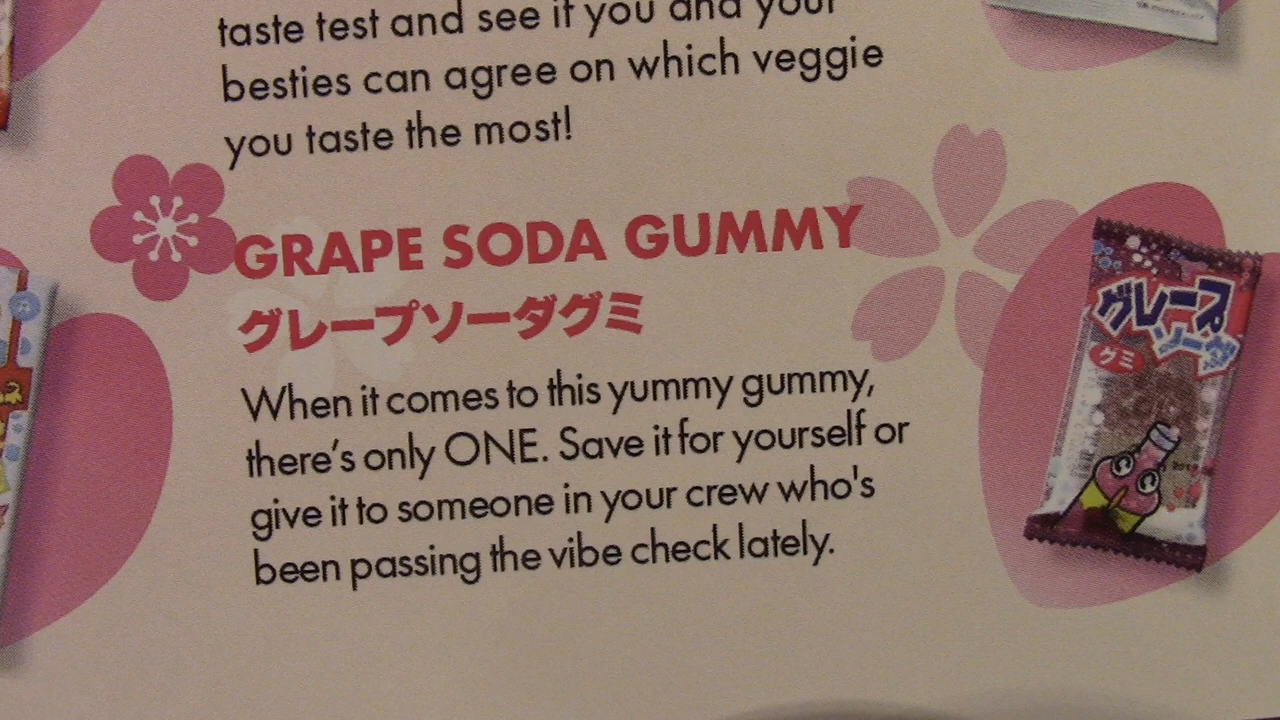 taste test and see if you and your
besties can agree on which veggie
you taste the most!
GRAPE SODA GUMMY
グレープソーダグミ
When it comes to this yummy gummy,
there's only ONE. Save it for yourself or
give it to someone in your crew who's
been passing the vibe check lately.
グレープ
ソーダ
グミ